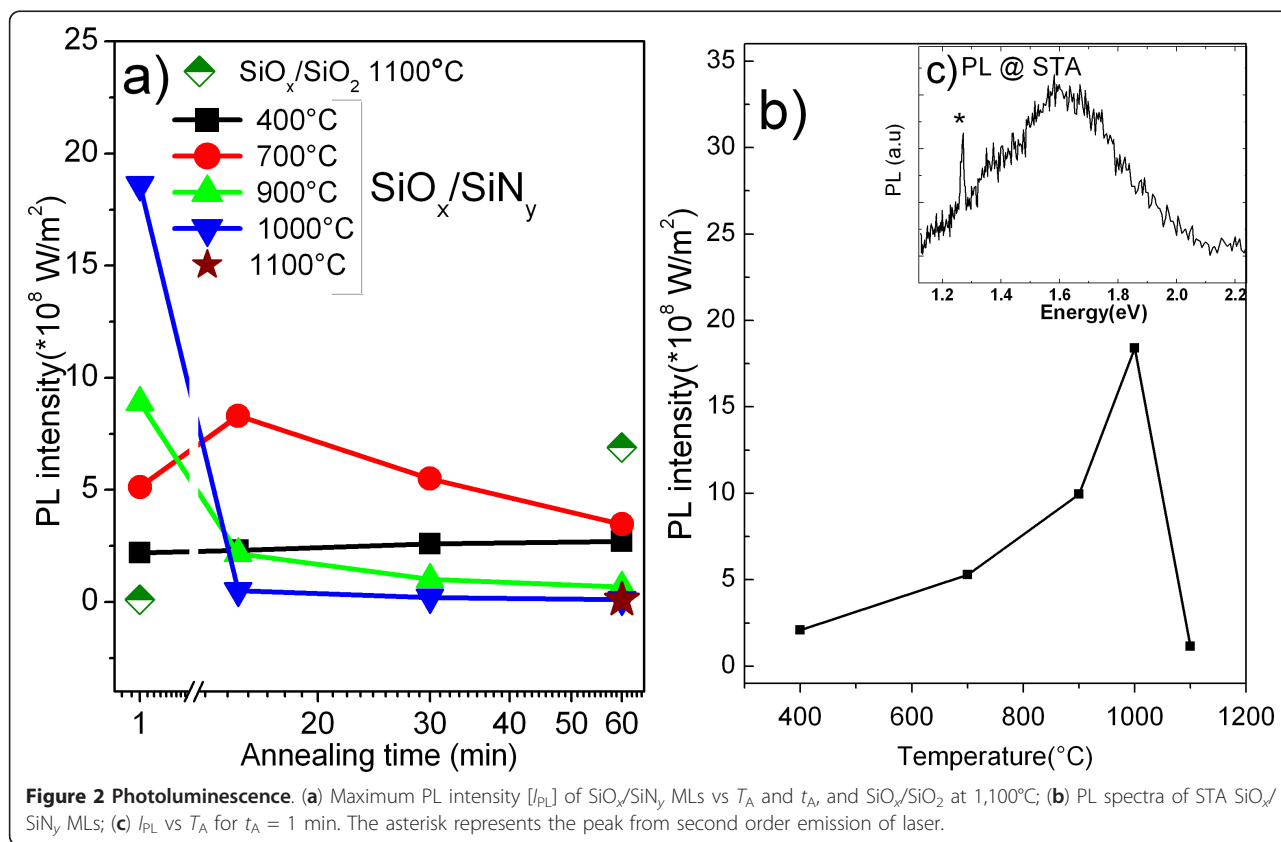 a)
SiOx/SiO2 1100°C
400°C
700°C
900°C
1000°C
1100°C
SiOx/SiNy
PL intensity(*10^8 W/m^2)
25
20
15
10
5
0
1 20 30 40 50 60
Annealing time (min)
b)
PL intensity(*10^8 W/m^2)
35
30
25
20
15
10
5
0
400 600 800 1000 1200
Temperature(°C)
c) PL @ STA
*
PL (a.u)
1.2 1.4 1.6 1.8 2.0 2.2
Energy(eV)
Figure 2 Photoluminescence. (a) Maximum PL intensity [IPL] of SiOx/SiNy MLs vs TA and tA, and SiOx/SiO2 at 1,100°C; (b) PL spectra of STA SiOx/
SiNy MLs; (c) IPL vs TA for tA = 1 min. The asterisk represents the peak from second order emission of laser.